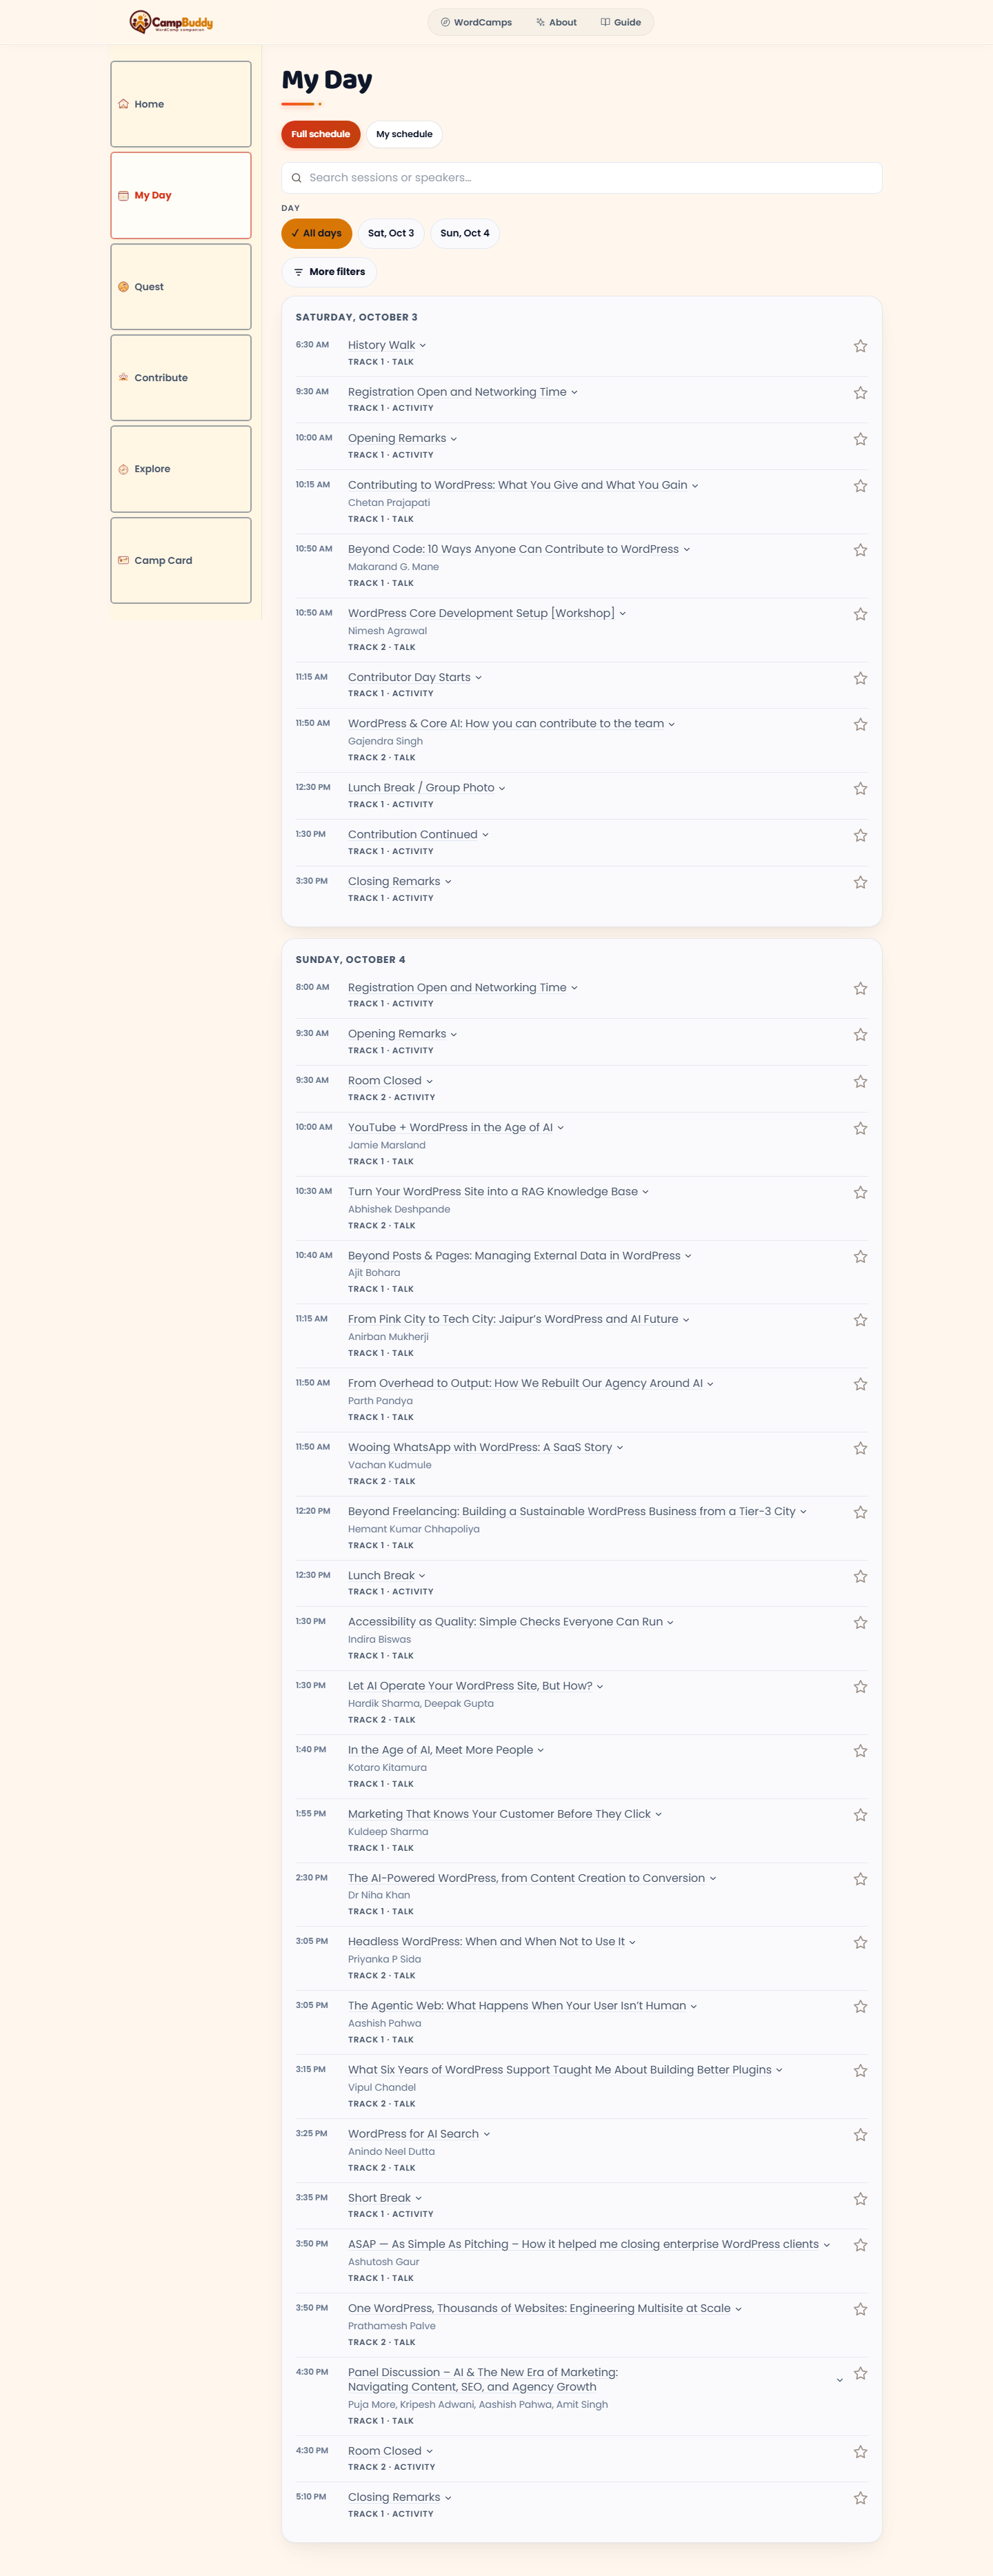 CampBuddy
WordCamp companion
WordCamps
About
Guide
Home
My Day
Quest
Contribute
Explore
Camp Card
My Day
Full schedule
My schedule
Search sessions or speakers...
DAY
✓ All days
Sat, Oct 3
Sun, Oct 4
More filters
SATURDAY, OCTOBER 3
6:30 AM History Walk
TRACK 1 · TALK
9:30 AM Registration Open and Networking Time
TRACK 1 · ACTIVITY
10:00 AM Opening Remarks
TRACK 1 · ACTIVITY
10:15 AM Contributing to WordPress: What You Give and What You Gain
Chetan Prajapati
TRACK 1 · TALK
10:50 AM Beyond Code: 10 Ways Anyone Can Contribute to WordPress
Makarand G. Mane
TRACK 1 · TALK
10:50 AM WordPress Core Development Setup [Workshop]
Nimesh Agrawal
TRACK 2 · TALK
11:15 AM Contributor Day Starts
TRACK 1 · ACTIVITY
11:50 AM WordPress & Core AI: How you can contribute to the team
Gajendra Singh
TRACK 2 · TALK
12:30 PM Lunch Break / Group Photo
TRACK 1 · ACTIVITY
1:30 PM Contribution Continued
TRACK 1 · ACTIVITY
3:30 PM Closing Remarks
TRACK 1 · ACTIVITY
SUNDAY, OCTOBER 4
8:00 AM Registration Open and Networking Time
TRACK 1 · ACTIVITY
9:30 AM Opening Remarks
TRACK 1 · ACTIVITY
9:30 AM Room Closed
TRACK 2 · ACTIVITY
10:00 AM YouTube + WordPress in the Age of AI
Jamie Marsland
TRACK 1 · TALK
10:30 AM Turn Your WordPress Site into a RAG Knowledge Base
Abhishek Deshpande
TRACK 2 · TALK
10:40 AM Beyond Posts & Pages: Managing External Data in WordPress
Ajit Bohara
TRACK 1 · TALK
11:15 AM From Pink City to Tech City: Jaipur’s WordPress and AI Future
Anirban Mukherji
TRACK 1 · TALK
11:50 AM From Overhead to Output: How We Rebuilt Our Agency Around AI
Parth Pandya
TRACK 1 · TALK
11:50 AM Wooing WhatsApp with WordPress: A SaaS Story
Vachan Kudmule
TRACK 2 · TALK
12:20 PM Beyond Freelancing: Building a Sustainable WordPress Business from a Tier-3 City
Hemant Kumar Chhapoliya
TRACK 1 · TALK
12:30 PM Lunch Break
TRACK 1 · ACTIVITY
1:30 PM Accessibility as Quality: Simple Checks Everyone Can Run
Indira Biswas
TRACK 1 · TALK
1:30 PM Let AI Operate Your WordPress Site, But How?
Hardik Sharma, Deepak Gupta
TRACK 2 · TALK
1:40 PM In the Age of AI, Meet More People
Kotaro Kitamura
TRACK 1 · TALK
1:55 PM Marketing That Knows Your Customer Before They Click
Kuldeep Sharma
TRACK 1 · TALK
2:30 PM The AI-Powered WordPress, from Content Creation to Conversion
Dr Niha Khan
TRACK 1 · TALK
3:05 PM Headless WordPress: When and When Not to Use It
Priyanka P Sida
TRACK 2 · TALK
3:05 PM The Agentic Web: What Happens When Your User Isn’t Human
Aashish Pahwa
TRACK 1 · TALK
3:15 PM What Six Years of WordPress Support Taught Me About Building Better Plugins
Vipul Chandel
TRACK 2 · TALK
3:25 PM WordPress for AI Search
Anindo Neel Dutta
TRACK 2 · TALK
3:35 PM Short Break
TRACK 1 · ACTIVITY
3:50 PM ASAP — As Simple As Pitching – How it helped me closing enterprise WordPress clients
Ashutosh Gaur
TRACK 1 · TALK
3:50 PM One WordPress, Thousands of Websites: Engineering Multisite at Scale
Prathamesh Palve
TRACK 2 · TALK
4:30 PM Panel Discussion – AI & The New Era of Marketing:
Navigating Content, SEO, and Agency Growth
Puja More, Kripesh Adwani, Aashish Pahwa, Amit Singh
TRACK 1 · TALK
4:30 PM Room Closed
TRACK 2 · ACTIVITY
5:10 PM Closing Remarks
TRACK 1 · ACTIVITY